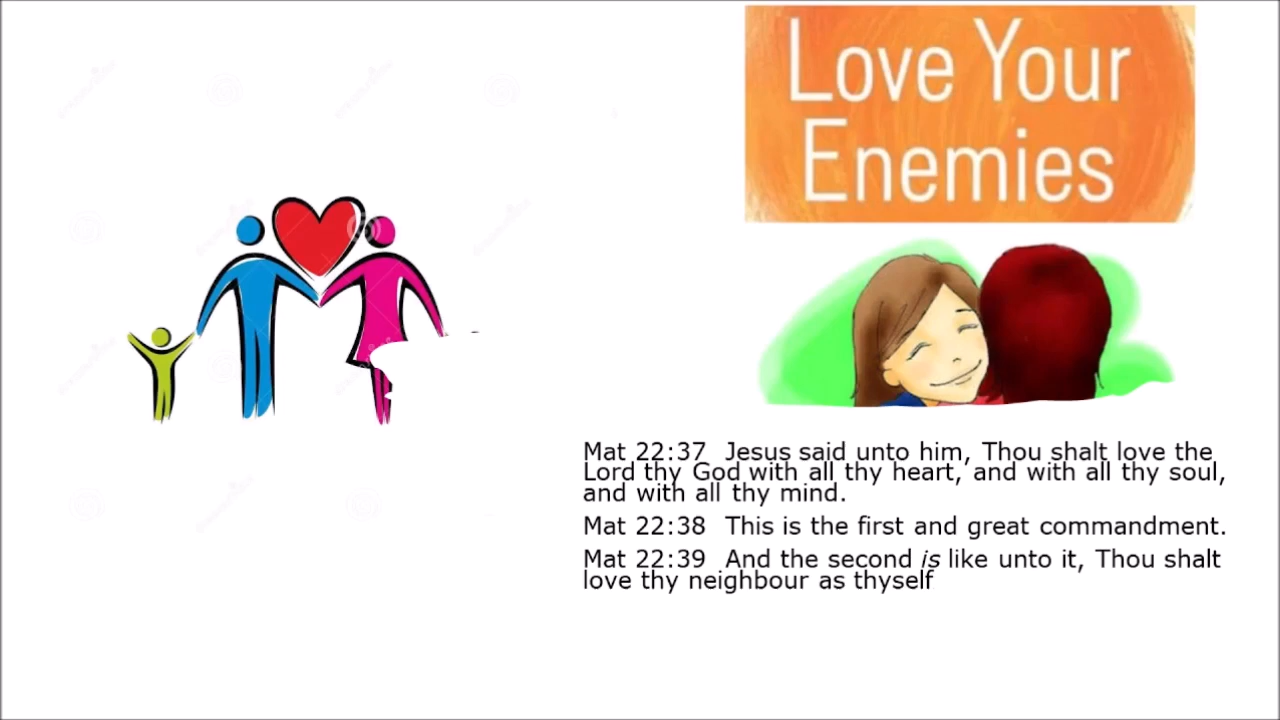 Love Your
Enemies
Mat 22:37  Jesus said unto him, Thou shalt love the
Lord thy God with all thy heart, and with all thy soul,
and with all thy mind.
Mat 22:38  This is the first and great commandment.
Mat 22:39  And the second is like unto it, Thou shalt
love thy neighbour as thyself